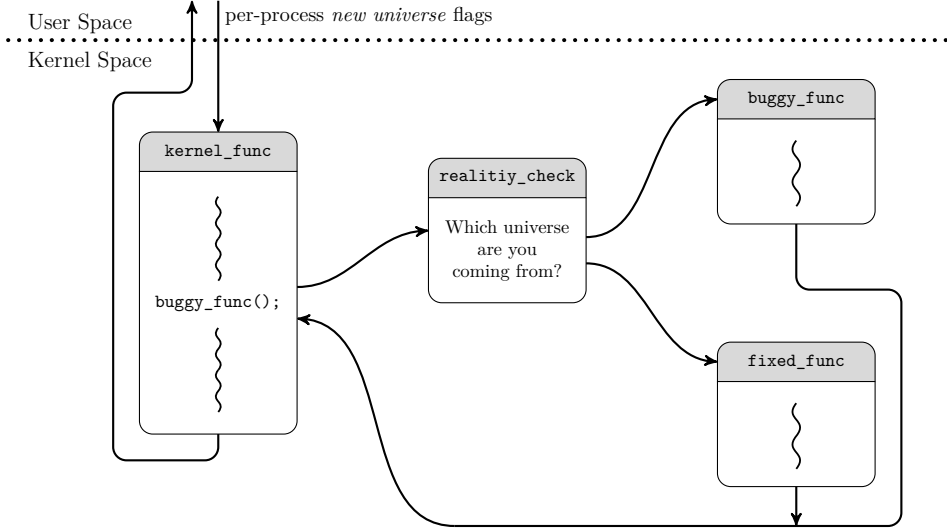 User Space
per-process new universe flags
Kernel Space
kernel_func
buggy_func();
realitiy_check
Which universe
are you
coming from?
buggy_func
fixed_func